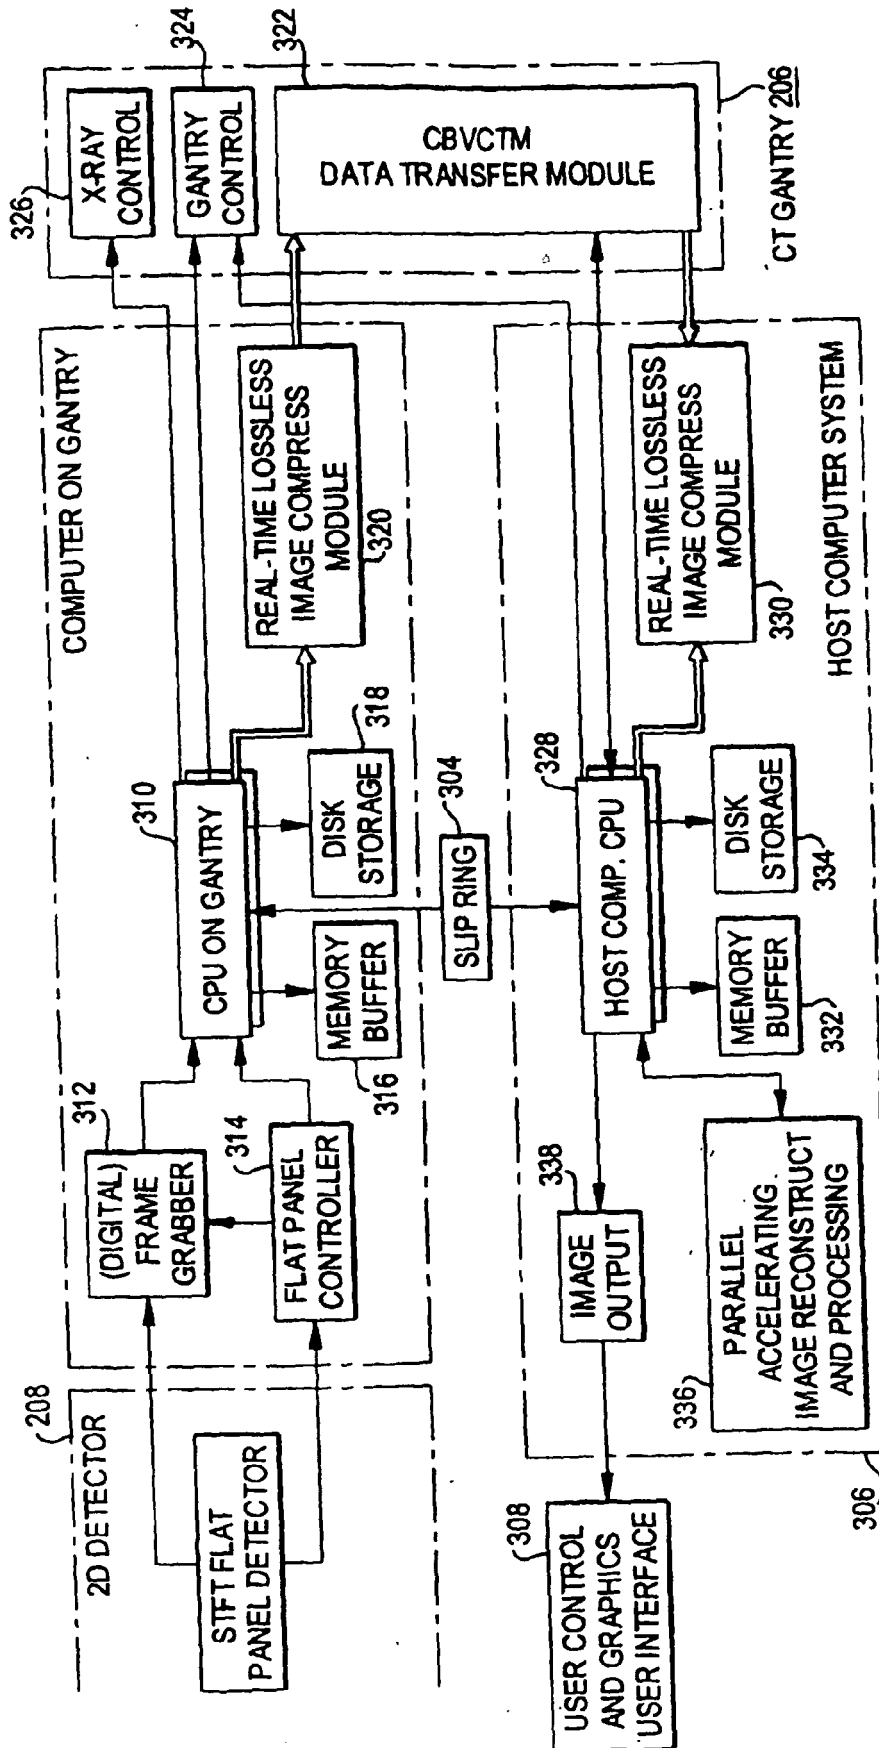 208
2D DETECTOR
STFT FLAT
PANEL DETECTOR
COMPUTER ON GANTRY
312
(DIGITAL)
FRAME
GRABBER
314
FLAT PANEL
CONTROLLER
310
CPU ON GANTRY
MEMORY
BUFFER
316
DISK
STORAGE
318
REAL-TIME LOSSLESS
IMAGE COMPRESS
MODULE
320
304
SLIP RING
326
X-RAY
CONTROL
324
GANTRY
CONTROL
322
CBVCTM
DATA TRANSFER MODULE
CT GANTRY 206
308
USER CONTROL
AND GRAPHICS
USER INTERFACE
306
338
IMAGE
OUTPUT
336
PARALLEL
ACCELERATING
IMAGE RECONSTRUCT
AND PROCESSING
328
HOST COMP. CPU
MEMORY
BUFFER
332
DISK
STORAGE
334
REAL-TIME LOSSLESS
IMAGE COMPRESS
MODULE
330
HOST COMPUTER SYSTEM